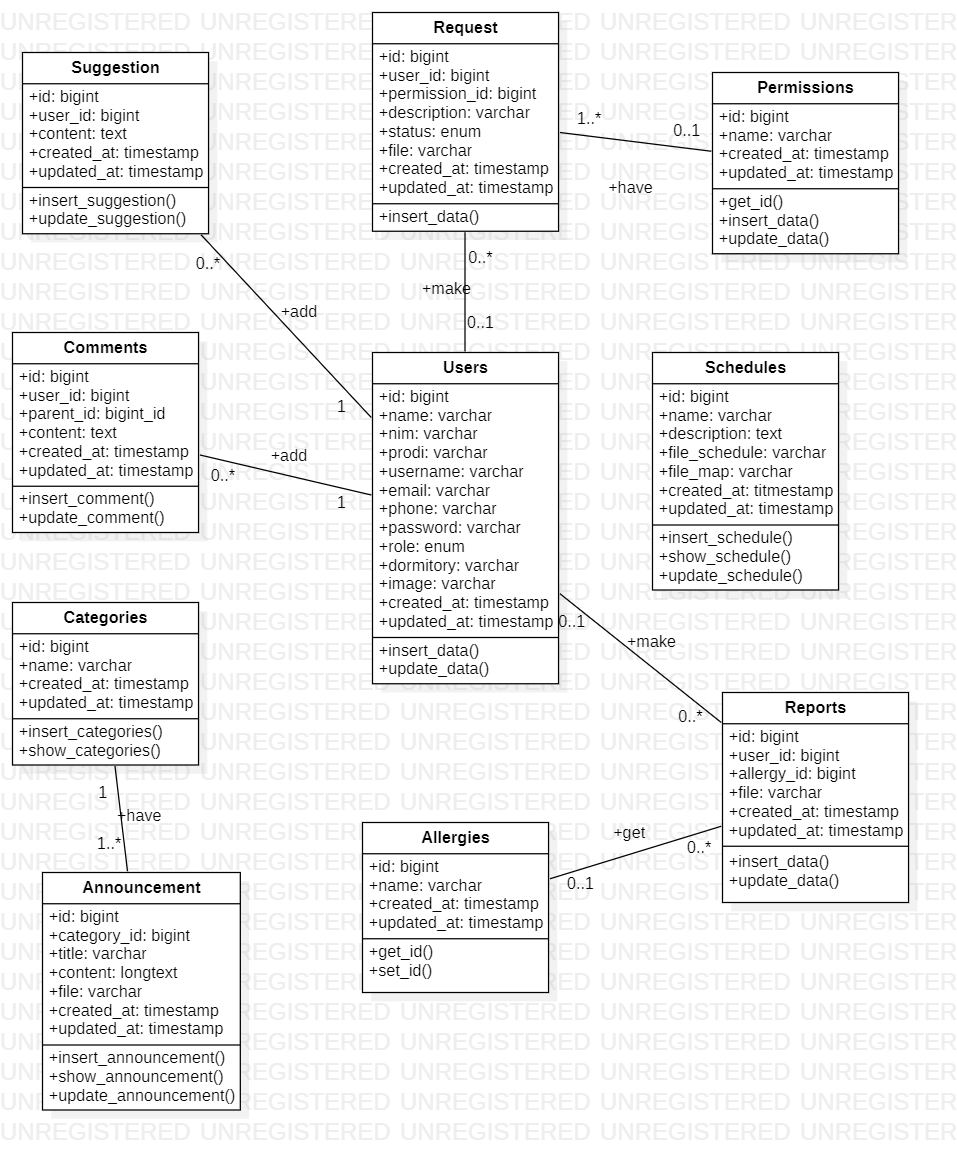 Request
+id: bigint
+user_id: bigint
+permission_id: bigint
+description: varchar
+status: enum
+file: varchar
+created_at: timestamp
+updated_at: timestamp
+insert_data()
Suggestion
+id: bigint
+user_id: bigint
+content: text
+created_at: timestamp
+updated_at: timestamp
+insert_suggestion()
+update_suggestion()
Permissions
+id: bigint
+name: varchar
+created_at: timestamp
+updated_at: timestamp
+get_id()
+insert_data()
+update_data()
1..*
0..1
+have
0..*
+make
0..1
0..*
+add
1
Comments
+id: bigint
+user_id: bigint
+parent_id: bigint_id
+content: text
+created_at: timestamp
+updated_at: timestamp
+insert_comment()
+update_comment()
+add
0..*
1
Users
+id: bigint
+name: varchar
+nim: varchar
+prodi: varchar
+username: varchar
+email: varchar
+phone: varchar
+password: varchar
+role: enum
+dormitory: varchar
+image: varchar
+created_at: timestamp
+updated_at: timestamp
+insert_data()
+update_data()
Schedules
+id: bigint
+name: varchar
+description: text
+file_schedule: varchar
+file_map: varchar
+created_at: titmestamp
+updated_at: timestamp
+insert_schedule()
+show_schedule()
+update_schedule()
0..1
+make
0..*
Categories
+id: bigint
+name: varchar
+created_at: timestamp
+updated_at: timestamp
+insert_categories()
+show_categories()
1
+have
1..*
Reports
+id: bigint
+user_id: bigint
+allergy_id: bigint
+file: varchar
+created_at: timestamp
+updated_at: timestamp
+insert_data()
+update_data()
+get
0..*
0..1
Allergies
+id: bigint
+name: varchar
+created_at: timestamp
+updated_at: timestamp
+get_id()
+set_id()
Announcement
+id: bigint
+category_id: bigint
+title: varchar
+content: longtext
+file: varchar
+created_at: timestamp
+updated_at: timestamp
+insert_announcement()
+show_announcement()
+update_announcement()
UNREGISTERED UNREGISTERED UNREGISTERED UNREGISTERED UNREGISTERED